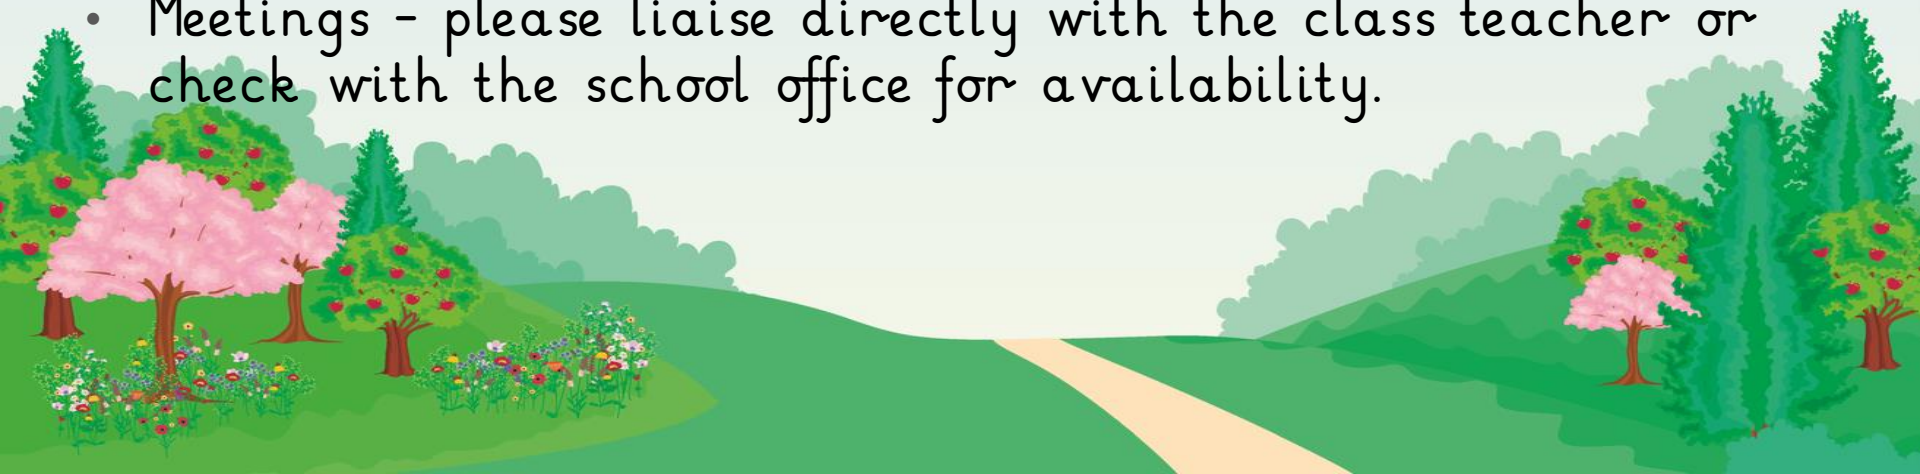 • Meetings - please liaise directly with the class teacher or
check with the school office for availability.